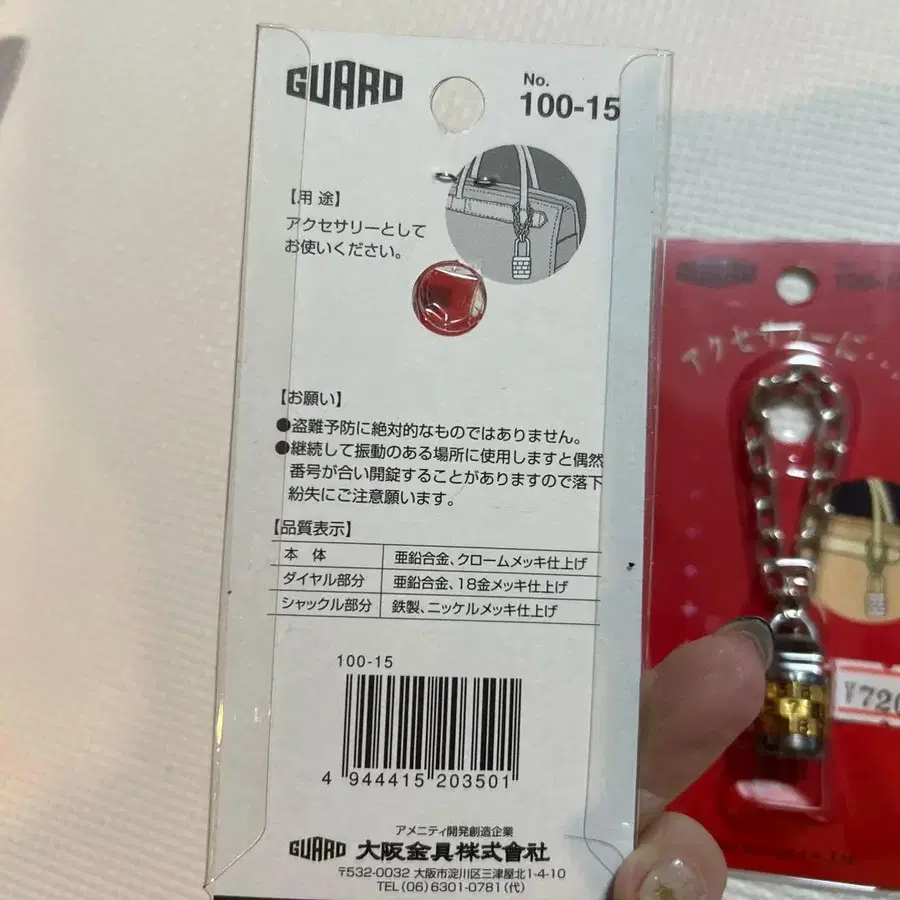 GUARD
No.
100-15
【用途】
アクセサリーとして
お使いください。
【お願い】
●盗難予防に絶対的なものではありません。
●継続して振動のある場所に使用しますと偶然
番号が合い開錠することがありますので落下
紛失にご注意願います。
【品質表示】
本 体 亜鉛合金、クロームメッキ仕上げ
ダイヤル部分 亜鉛合金、18金メッキ仕上げ
シャックル部分 鉄製、ニッケルメッキ仕上げ
100-15
4 944415 203501
アメニティ開発創造企業
GUARD 大阪金具株式會社
〒532-0032 大阪市淀川区三津屋北1-4-10
TEL(06)6301-0781(代)
GUARD
アクセサリーに...
¥720